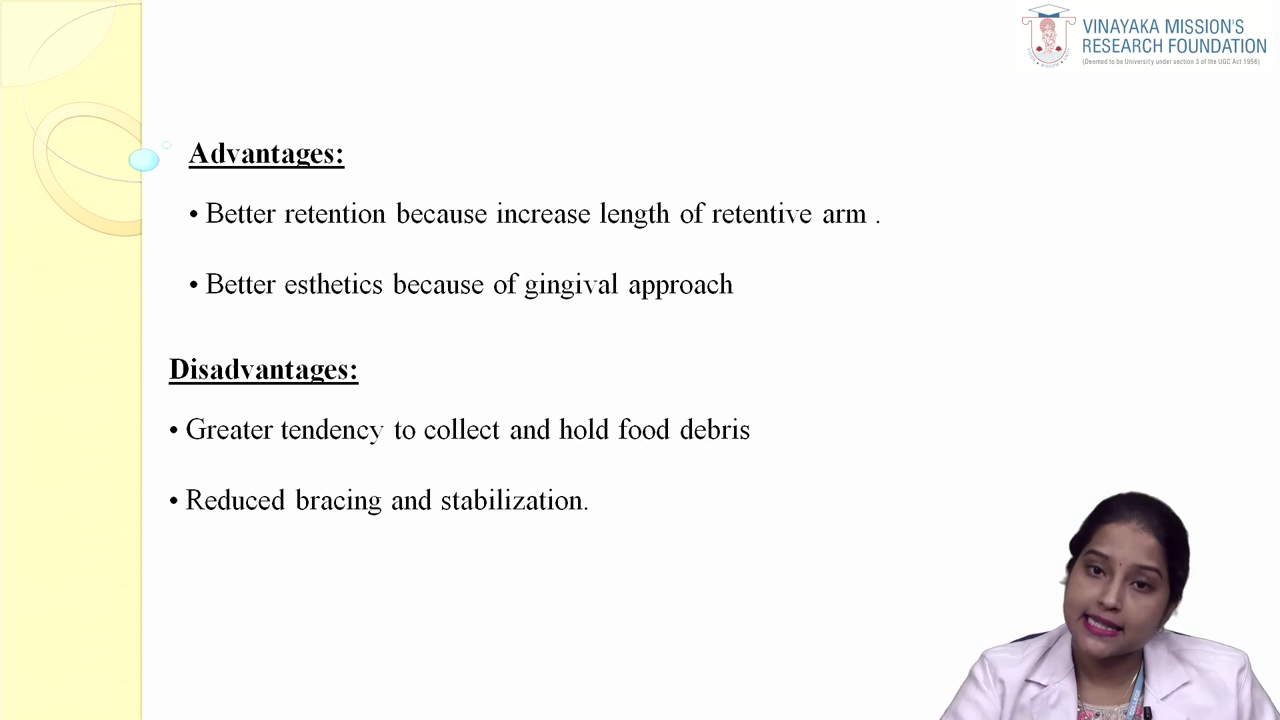 VINAYAKA MISSION'S
RESEARCH FOUNDATION
(Deemed to be University under section 3 of the UGC Act 1956)
Advantages:
• Better retention because increase length of retentive arm .
• Better esthetics because of gingival approach
Disadvantages:
• Greater tendency to collect and hold food debris
• Reduced bracing and stabilization.